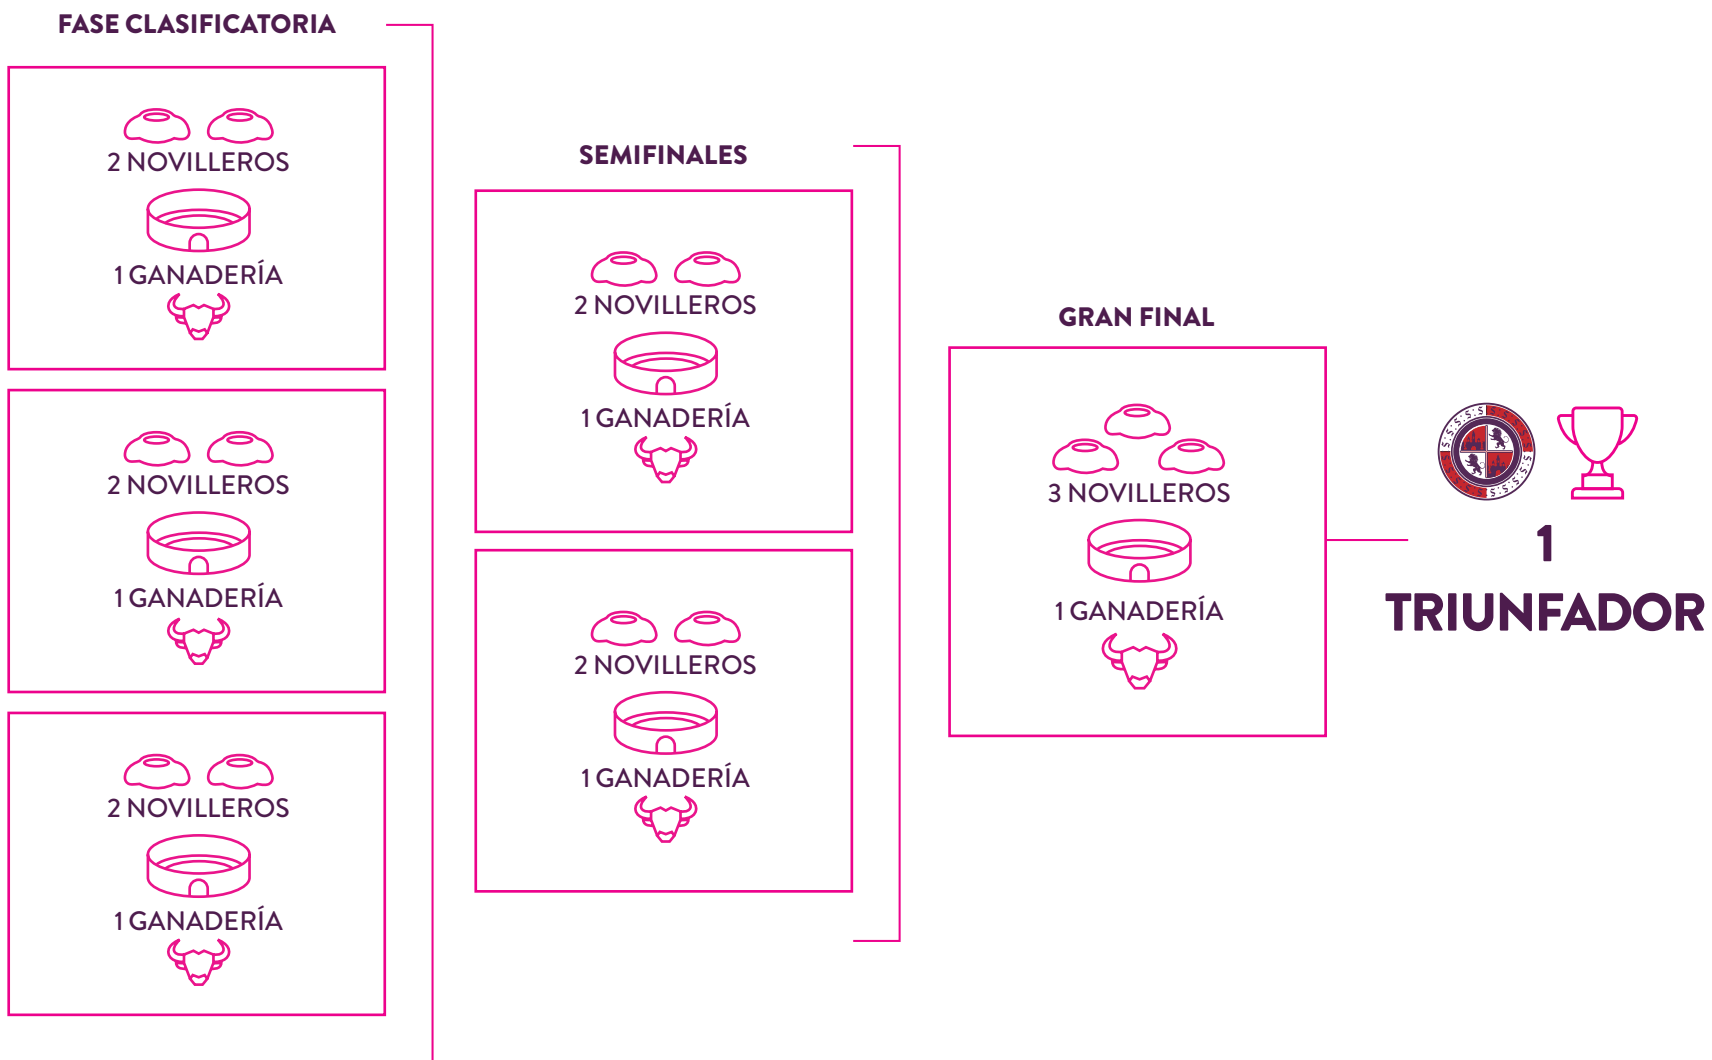 FASE CLASIFICATORIA
2 NOVILLEROS
1 GANADERÍA
2 NOVILLEROS
1 GANADERÍA
2 NOVILLEROS
1 GANADERÍA
SEMIFINALES
2 NOVILLEROS
1 GANADERÍA
2 NOVILLEROS
1 GANADERÍA
GRAN FINAL
3 NOVILLEROS
1 GANADERÍA
1
TRIUNFADOR